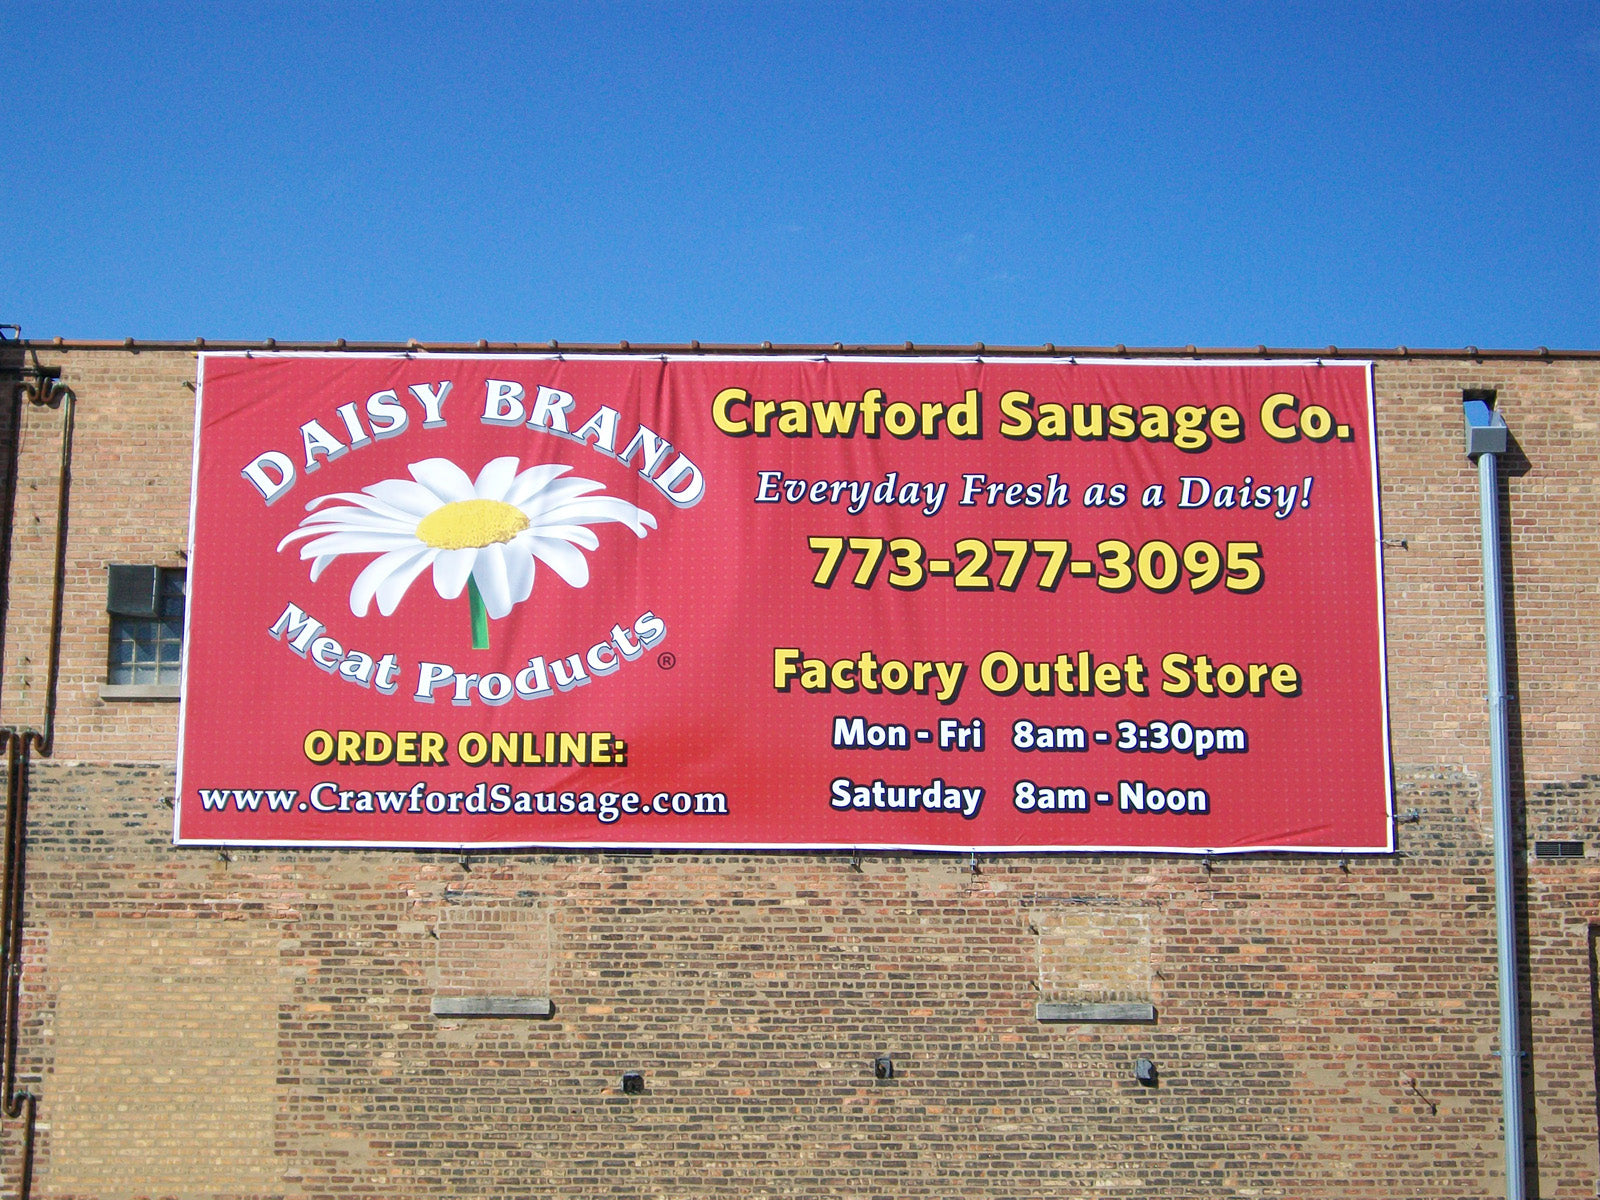 DAISY BRAND
Meat Products
®
ORDER ONLINE:
www.CrawfordSausage.com
Crawford Sausage Co.
Everyday Fresh as a Daisy!
773-277-3095
Factory Outlet Store
Mon - Fri 8am - 3:30pm
Saturday 8am - Noon